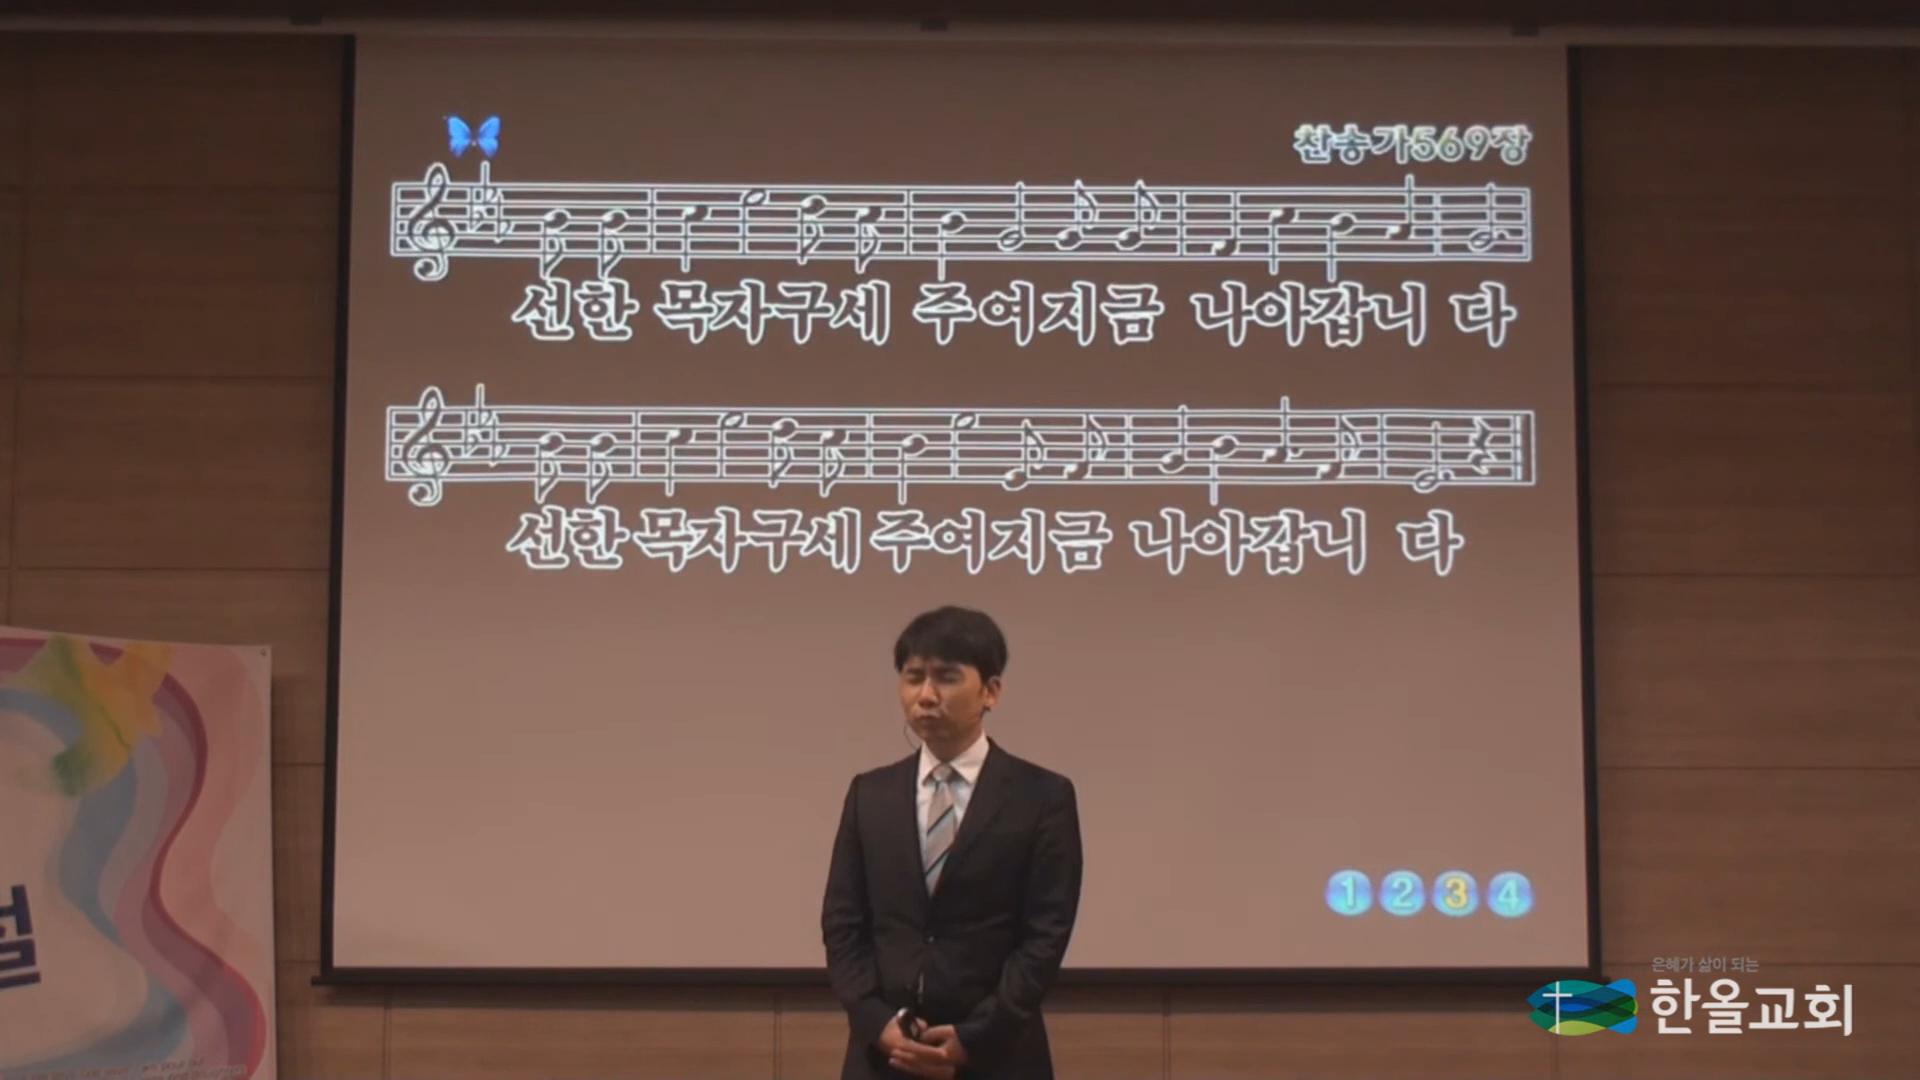 찬송가569장
선한 목자구세 주여지금 나아갑니 다
선한목자구세 주여지금 나아갑니 다
1 2 3 4
은혜가 삶이 되는
한올교회